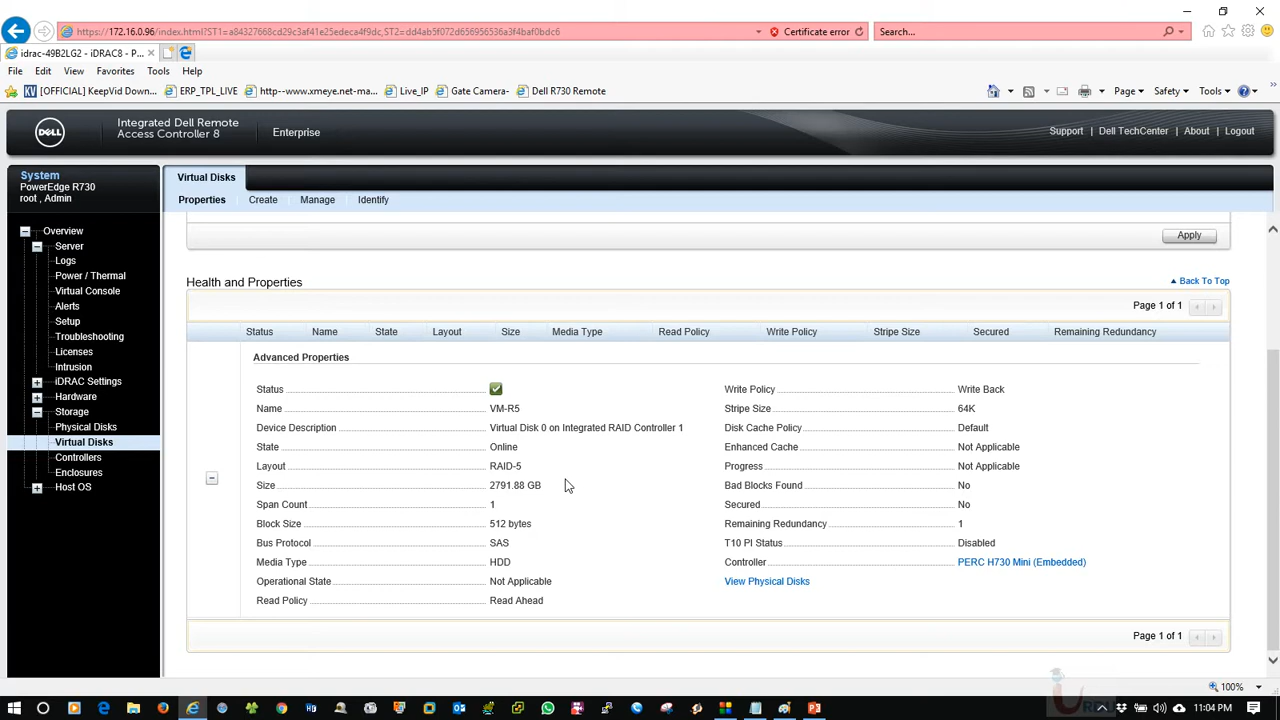 https://172.16.0.96/index.html?ST1=a84327668cd29c3af41e25edeca4f9dc,ST2=dd4ab5f072d656956536a3f4baf0bdc6
Certificate error
Search...
idrac-49B2LG2 - iDRAC8 - P...
File Edit View Favorites Tools Help
[OFFICIAL] KeepVid Down... ERP_TPL_LIVE http--www.xmeye.net-ma... Live_IP Gate Camera- Dell R730 Remote
Page Safety Tools
DELL
Integrated Dell Remote
Access Controller 8
Enterprise
Support | Dell TechCenter | About | Logout
System
PowerEdge R730
root , Admin
Virtual Disks
Properties Create Manage Identify
Overview
Server
Logs
Power / Thermal
Virtual Console
Alerts
Setup
Troubleshooting
Licenses
Intrusion
iDRAC Settings
Hardware
Storage
Physical Disks
Virtual Disks
Controllers
Enclosures
Host OS
Apply
Health and Properties
Back To Top
Page 1 of 1
Status Name State Layout Size Media Type Read Policy Write Policy Stripe Size Secured Remaining Redundancy
Advanced Properties
Status
Name VM-R5
Device Description Virtual Disk 0 on Integrated RAID Controller 1
State Online
Layout RAID-5
Size 2791.88 GB
Span Count 1
Block Size 512 bytes
Bus Protocol SAS
Media Type HDD
Operational State Not Applicable
Read Policy Read Ahead
Write Policy Write Back
Stripe Size 64K
Disk Cache Policy Default
Enhanced Cache Not Applicable
Progress Not Applicable
Bad Blocks Found No
Secured No
Remaining Redundancy 1
T10 PI Status Disabled
Controller PERC H730 Mini (Embedded)
View Physical Disks
Page 1 of 1
100%
11:04 PM